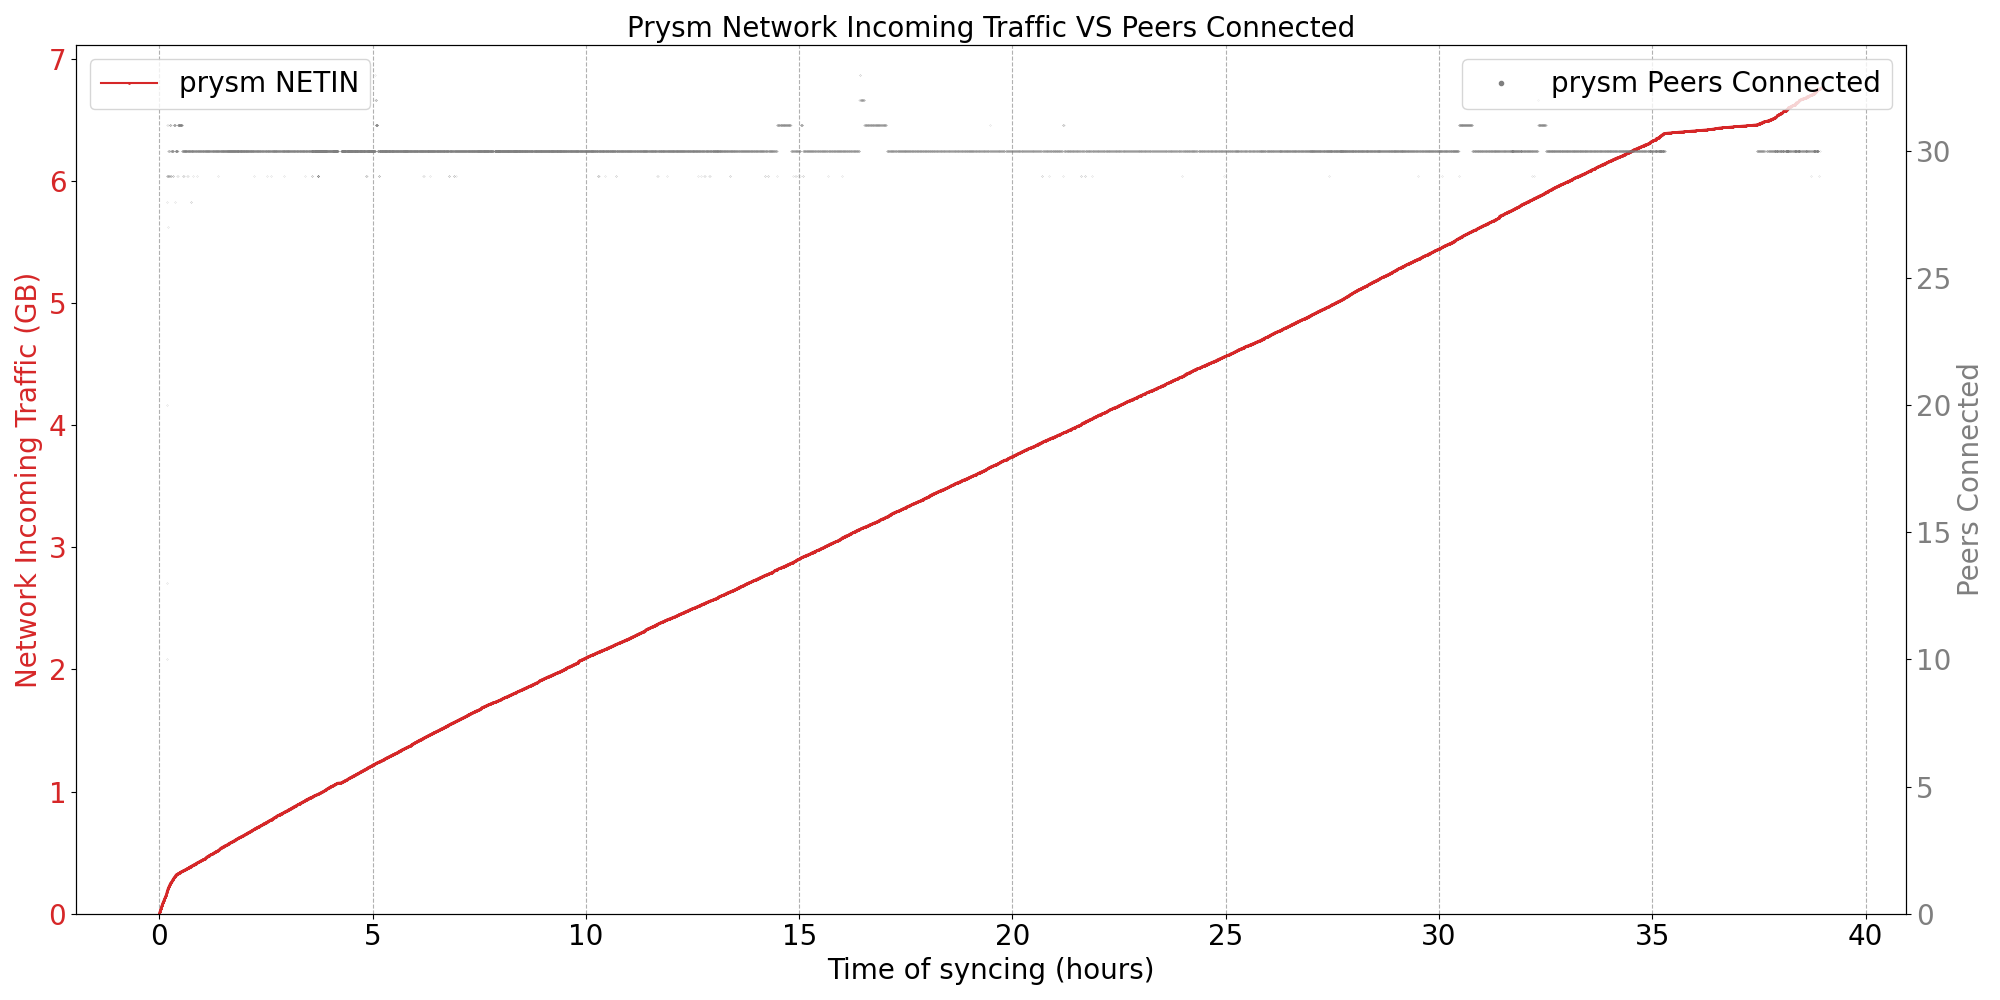 Prysm Network Incoming Traffic VS Peers Connected
prysm NETIN
prysm Peers Connected
Network Incoming Traffic (GB)
7
6
5
4
3
2
1
0
Peers Connected
30
25
20
15
10
5
0
0 5 10 15 20 25 30 35 40
Time of syncing (hours)